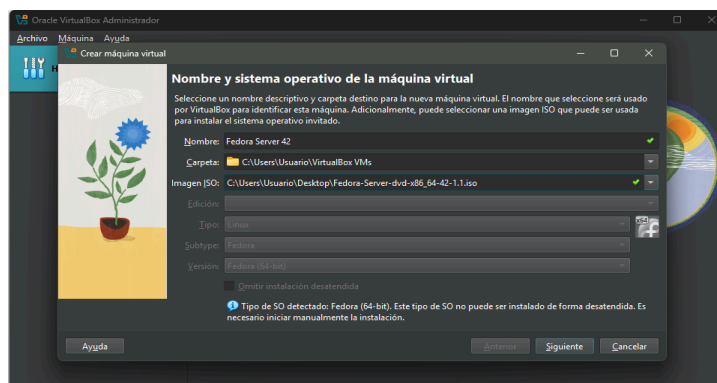 Oracle VirtualBox Administrador
Archivo Máquina Ayuda
Crear máquina virtual
Nombre y sistema operativo de la máquina virtual
Seleccione un nombre descriptivo y carpeta destino para la nueva máquina virtual. El nombre que seleccione será usado
por VirtualBox para identificar esta máquina. Adicionalmente, puede seleccionar una imagen ISO que puede ser usada
para instalar el sistema operativo invitado.
Nombre: Fedora Server 42
Carpeta: C:\Users\Usuario\VirtualBox VMs
Imagen ISO: C:\Users\Usuario\Desktop\Fedora-Server-dvd-x86_64-42-1.1.iso
Edición:
Tipo: Linux
x64
Subtype: Fedora
Versión: Fedora (64-bit)
Omitir instalación desatendida
Tipo de SO detectado: Fedora (64-bit). Este tipo de SO no puede ser instalado de forma desatendida. Es
necesario iniciar manualmente la instalación.
Ayuda Anterior Siguiente Cancelar